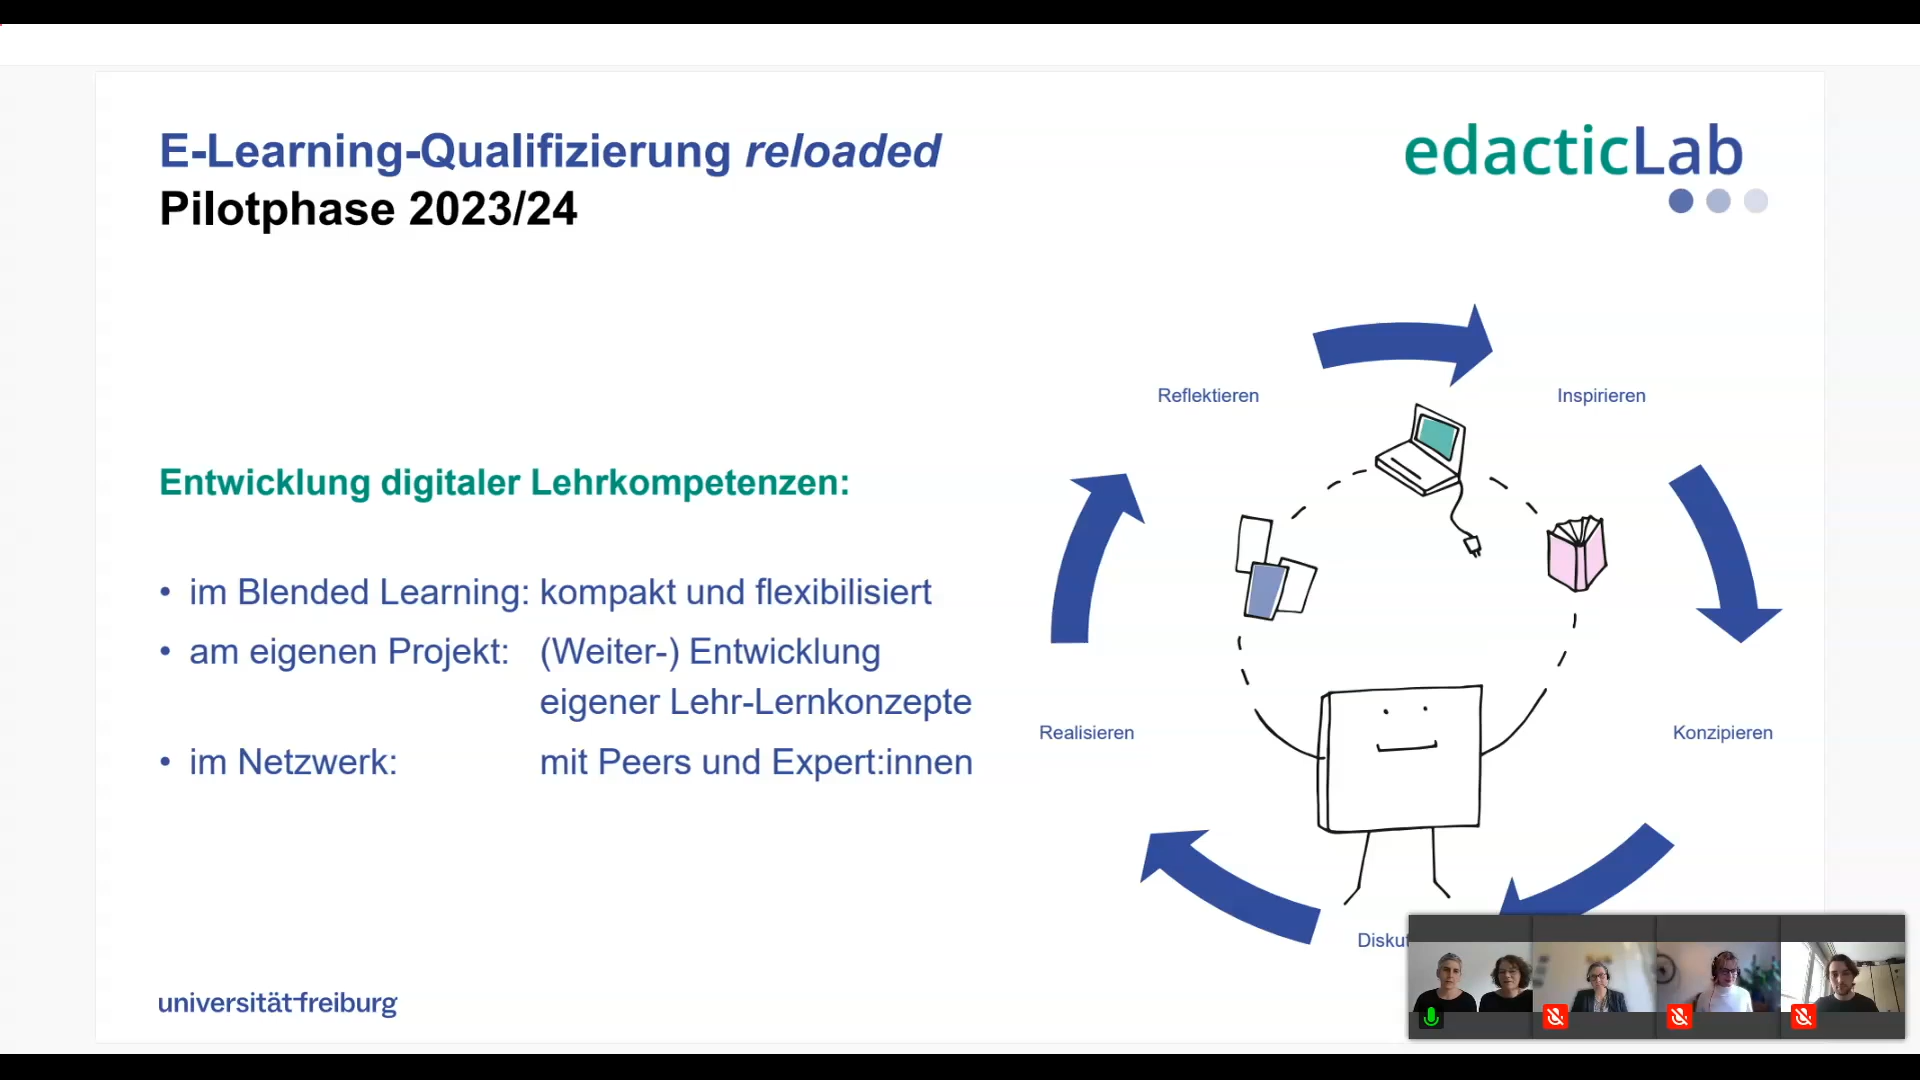 E-Learning-Qualifizierung reloaded
Pilotphase 2023/24
edacticLab
Entwicklung digitaler Lehrkompetenzen:
• im Blended Learning: kompakt und flexibilisiert
• am eigenen Projekt: (Weiter-) Entwicklung
eigener Lehr-Lernkonzepte
• im Netzwerk: mit Peers und Expert:innen
Reflektieren
Inspirieren
Realisieren
Konzipieren
universität freiburg